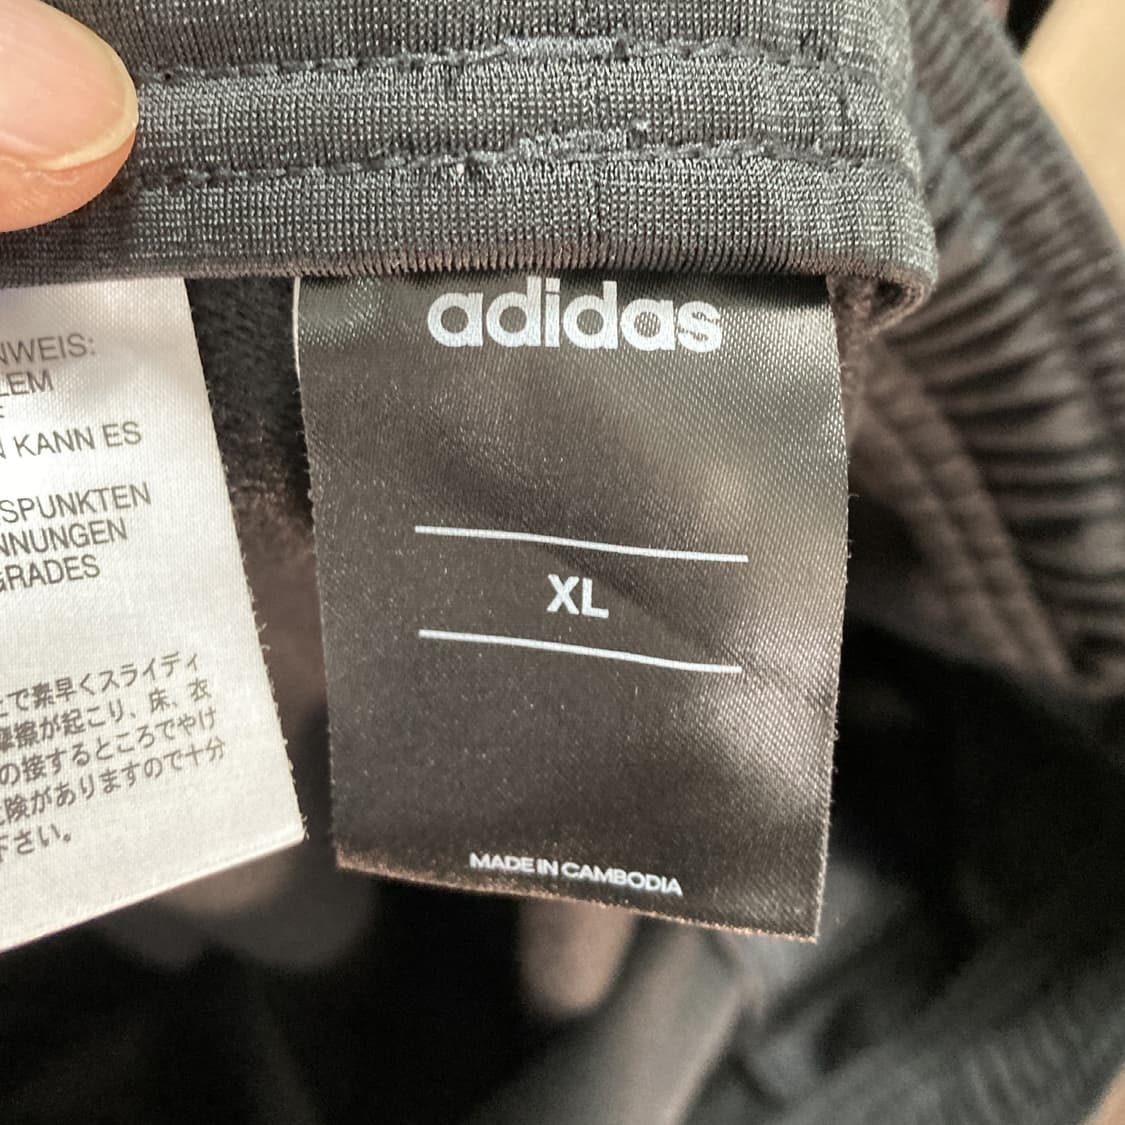 NWEIS:
LEM
N KANN ES
SPUNKTEN
NNUNGEN
GRADES
で素早くスライディ
摩擦が起こり、床、衣
の接するところでやけ
険がありますので十分
下さい。
adidas
XL
MADE IN CAMBODIA